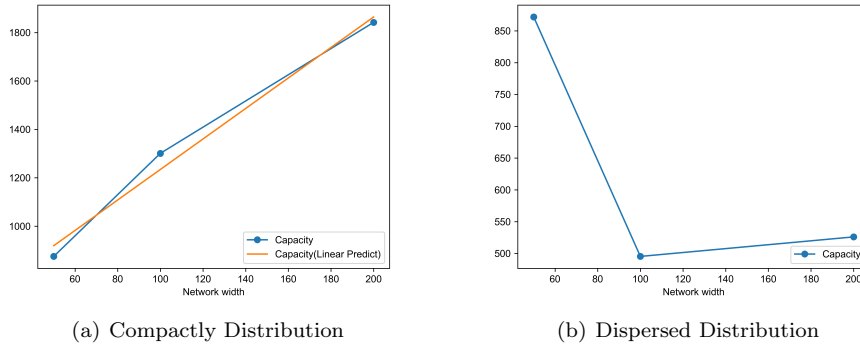 1800
1600
1400
1200
1000
60 80 100 120 140 160 180 200
Network width
Capacity
Capacity(Linear Predict)
(a) Compactly Distribution
850
800
750
700
650
600
550
500
60 80 100 120 140 160 180 200
Network width
Capacity
(b) Dispersed Distribution